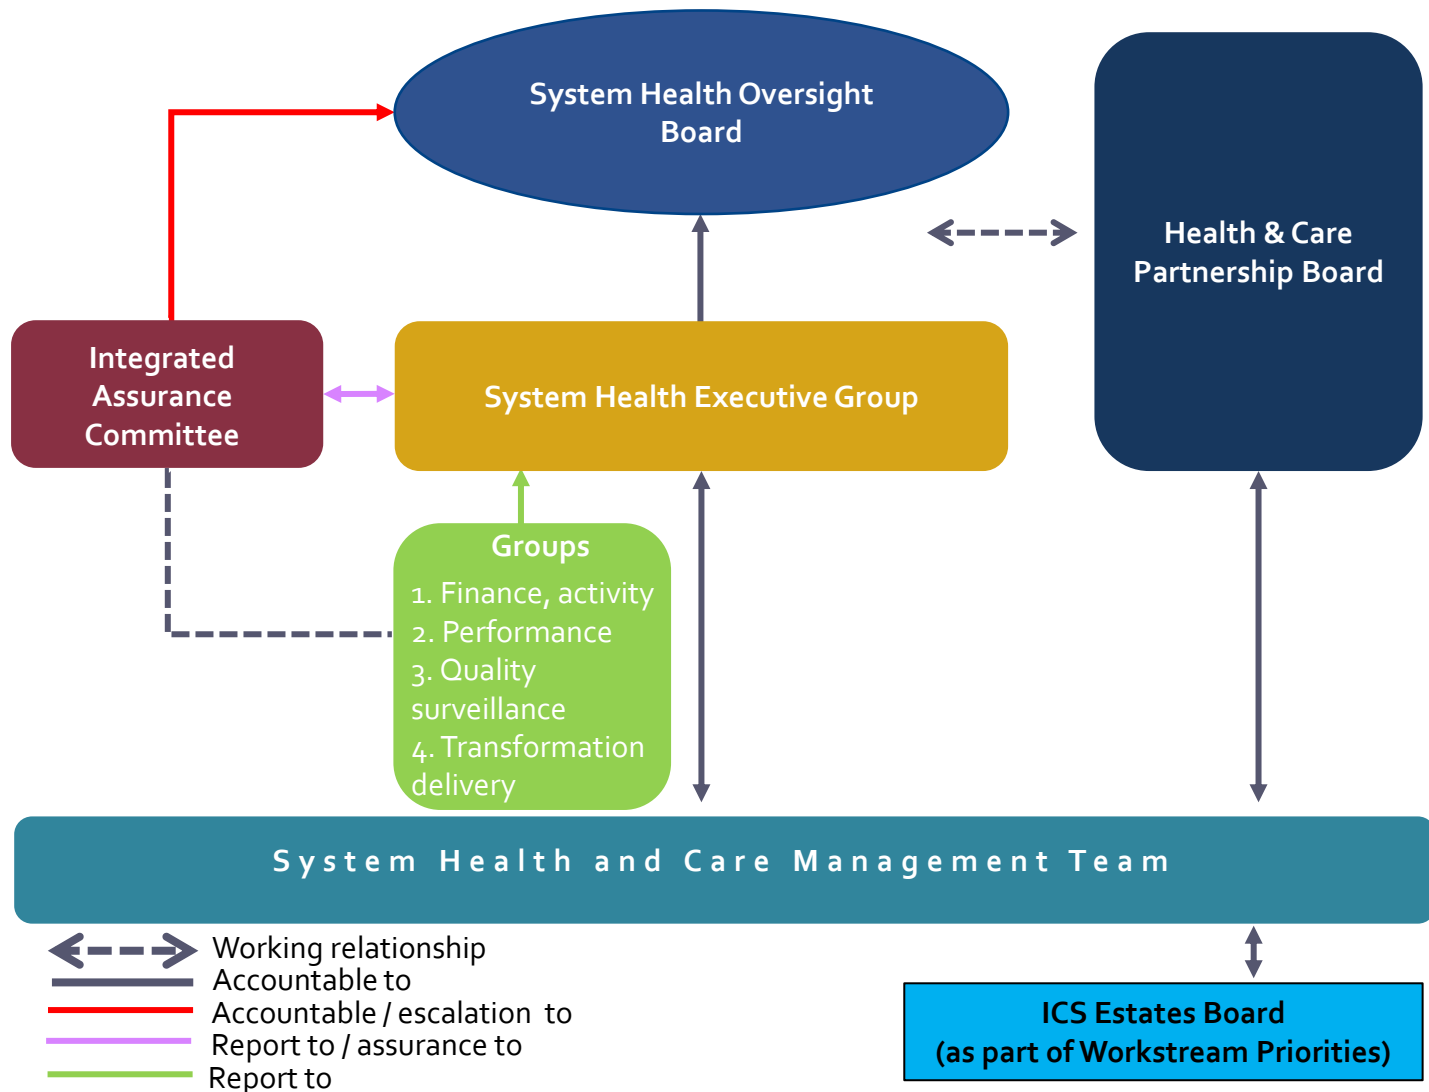 System Health Oversight
Board
Health & Care
Partnership Board
Integrated
Assurance
Committee
System Health Executive Group
Groups
1. Finance, activity
2. Performance
3. Quality
surveillance
4. Transformation
delivery
System Health and Care Management Team
Working relationship
Accountable to
Accountable / escalation to
Report to / assurance to
Report to
ICS Estates Board
(as part of Workstream Priorities)